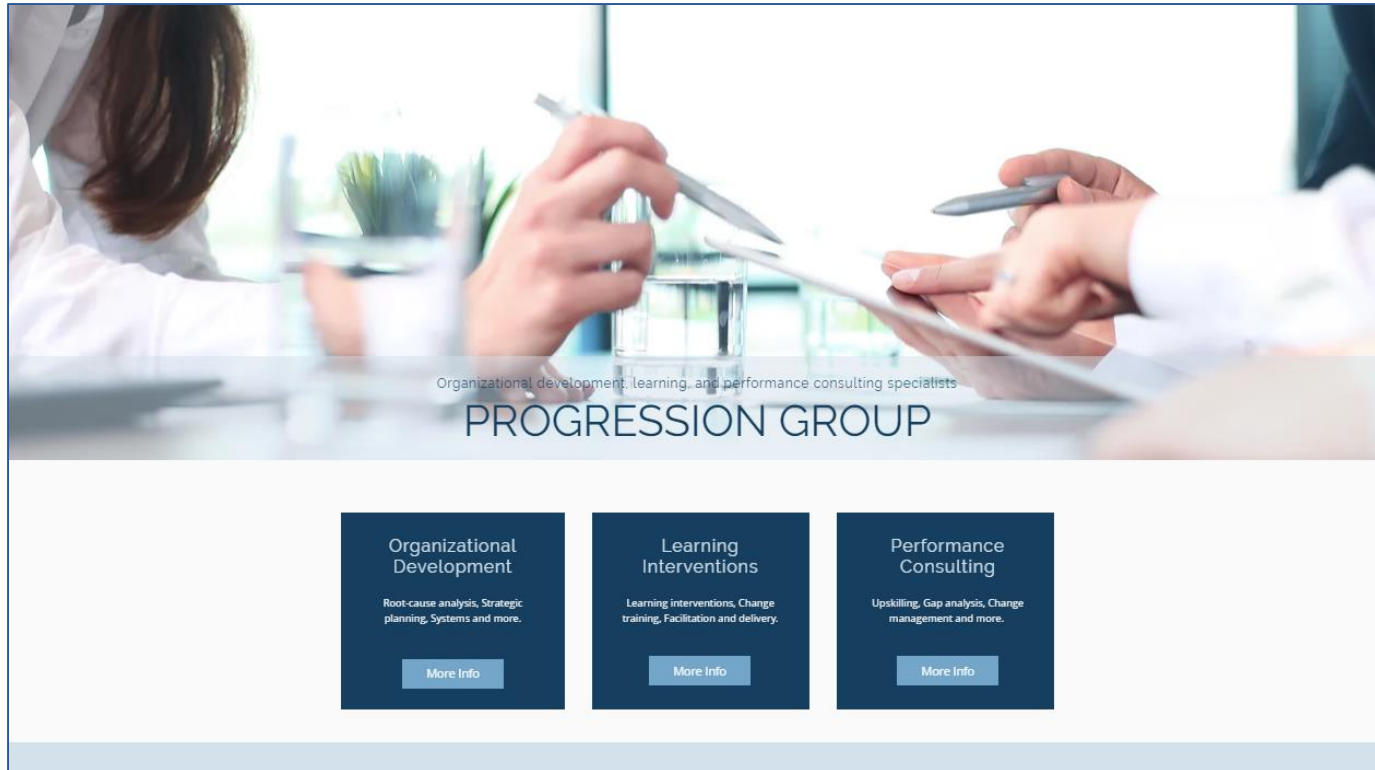 Organizational development, learning, and performance consulting specialists
PROGRESSION GROUP
Organizational
Development
Root-cause analysis, Strategic
planning, Systems and more.
More Info
Learning
Interventions
Learning interventions, Change
training, Facilitation and delivery.
More Info
Performance
Consulting
Upskilling, Gap analysis, Change
management and more.
More Info